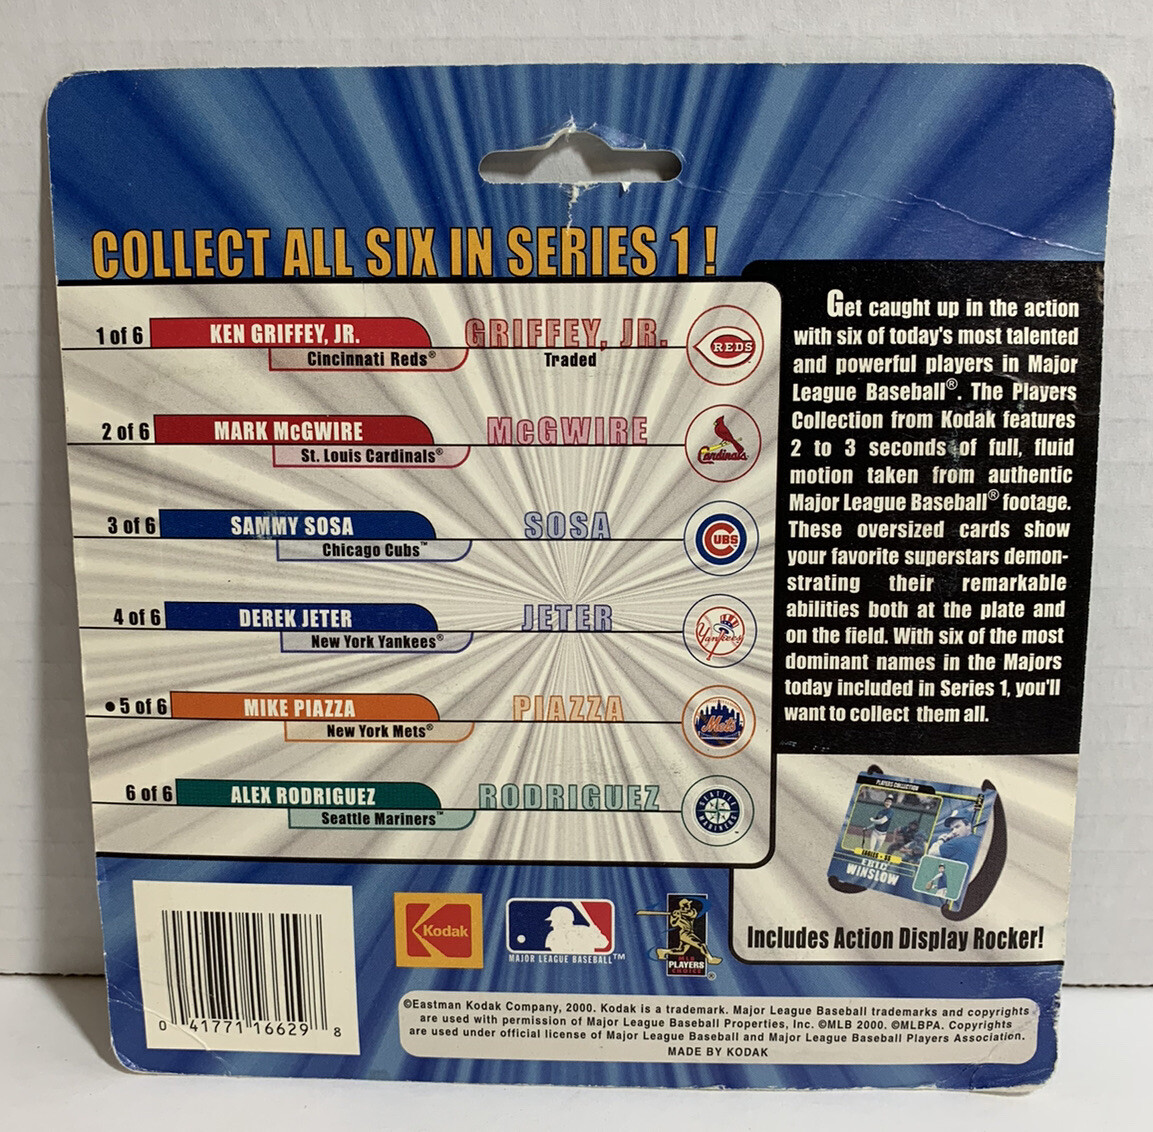 COLLECT ALL SIX IN SERIES 1 !
1 of 6 KEN GRIFFEY, JR. GRIFFEY, JR. REDS
Cincinnati Reds® Traded
2 of 6 MARK McGWIRE McGWIRE Cardinals
St. Louis Cardinals®
3 of 6 SAMMY SOSA SOSA CUBS
Chicago Cubs™
4 of 6 DEREK JETER JETER Yankees
New York Yankees®
• 5 of 6 MIKE PIAZZA PIAZZA Mets
New York Mets®
6 of 6 ALEX RODRIGUEZ RODRIGUEZ SEATTLE MARINERS
Seattle Mariners™
Get caught up in the action
with six of today's most talented
and powerful players in Major
League Baseball®. The Players
Collection from Kodak features
2 to 3 seconds of full, fluid
motion taken from authentic
Major League Baseball® footage.
These oversized cards show
your favorite superstars demon-
strating their remarkable
abilities both at the plate and
on the field. With six of the most
dominant names in the Majors
today included in Series 1, you'll
want to collect them all.
PLAYERS COLLECTION
ERIC
WINSLOW
Includes Action Display Rocker!
0 41771 16629 8
Kodak
MAJOR LEAGUE BASEBALL™
MLB
PLAYERS
CHOICE
®
©Eastman Kodak Company, 2000. Kodak is a trademark. Major League Baseball trademarks and copyrights
are used with permission of Major League Baseball Properties, Inc. ©MLB 2000. ©MLBPA. Copyrights
are used under official license of Major League Baseball and Major League Baseball Players Association.
MADE BY KODAK